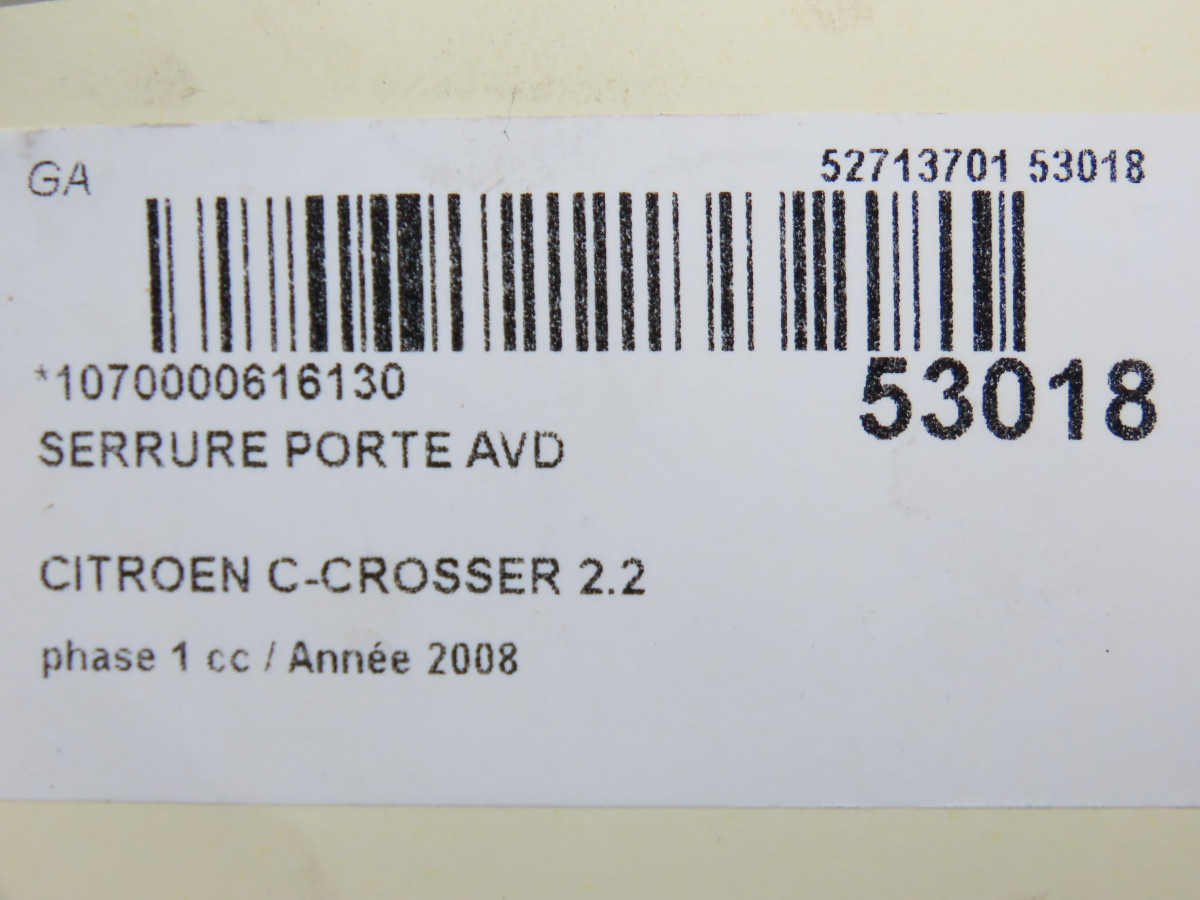 GA
52713701 53018
*1070000616130
53018
SERRURE PORTE AVD
CITROEN C-CROSSER 2.2
phase 1 cc / Année 2008